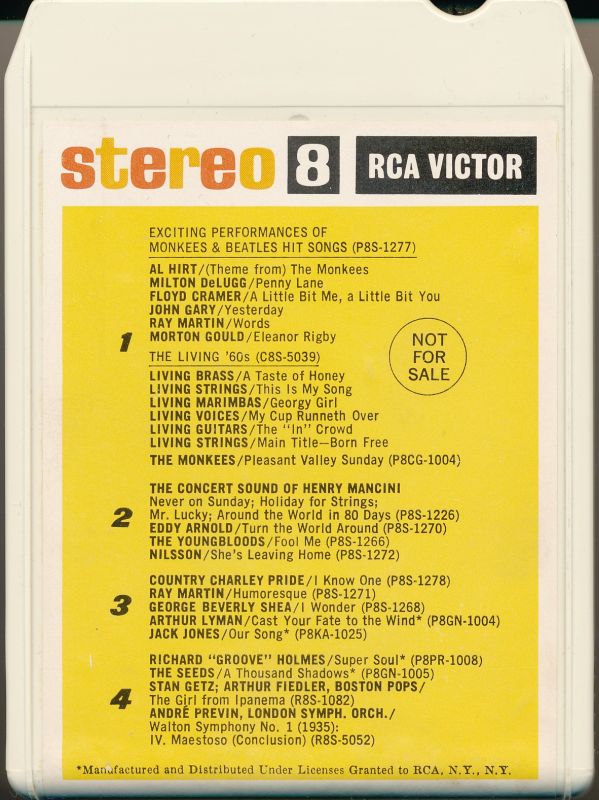 stereo 8 RCA VICTOR
EXCITING PERFORMANCES OF
MONKEES & BEATLES HIT SONGS (P8S-1277)
AL HIRT/(Theme from) The Monkees
MILTON DeLUGG/Penny Lane
FLOYD CRAMER/A Little Bit Me, a Little Bit You
JOHN GARY/Yesterday
RAY MARTIN/Words
1 MORTON GOULD/Eleanor Rigby
THE LIVING '60s (C8S-5039)
NOT
FOR
SALE
LIVING BRASS/A Taste of Honey
LIVING STRINGS/This Is My Song
LIVING MARIMBAS/Georgy Girl
LIVING VOICES/My Cup Runneth Over
LIVING GUITARS/The "In" Crowd
LIVING STRINGS/Main Title—Born Free
THE MONKEES/Pleasant Valley Sunday (P8CG-1004)
THE CONCERT SOUND OF HENRY MANCINI
Never on Sunday; Holiday for Strings;
2 Mr. Lucky; Around the World in 80 Days (P8S-1226)
EDDY ARNOLD/Turn the World Around (P8S-1270)
THE YOUNGBLOODS/Fool Me (P8S-1266)
NILSSON/She's Leaving Home (P8S-1272)
COUNTRY CHARLEY PRIDE/I Know One (P8S-1278)
RAY MARTIN/Humoresque (P8S-1271)
3 GEORGE BEVERLY SHEA/I Wonder (P8S-1268)
ARTHUR LYMAN/Cast Your Fate to the Wind* (P8GN-1004)
JACK JONES/Our Song* (P8KA-1025)
RICHARD "GROOVE" HOLMES/Super Soul* (P8PR-1008)
THE SEEDS/A Thousand Shadows* (P8GN-1005)
STAN GETZ; ARTHUR FIEDLER, BOSTON POPS/
4 The Girl from Ipanema (R8S-1082)
ANDRÉ PREVIN, LONDON SYMPH. ORCH./
Walton Symphony No. 1 (1935):
IV. Maestoso (Conclusion) (R8S-5052)
*Manufactured and Distributed Under Licenses Granted to RCA, N.Y., N.Y.